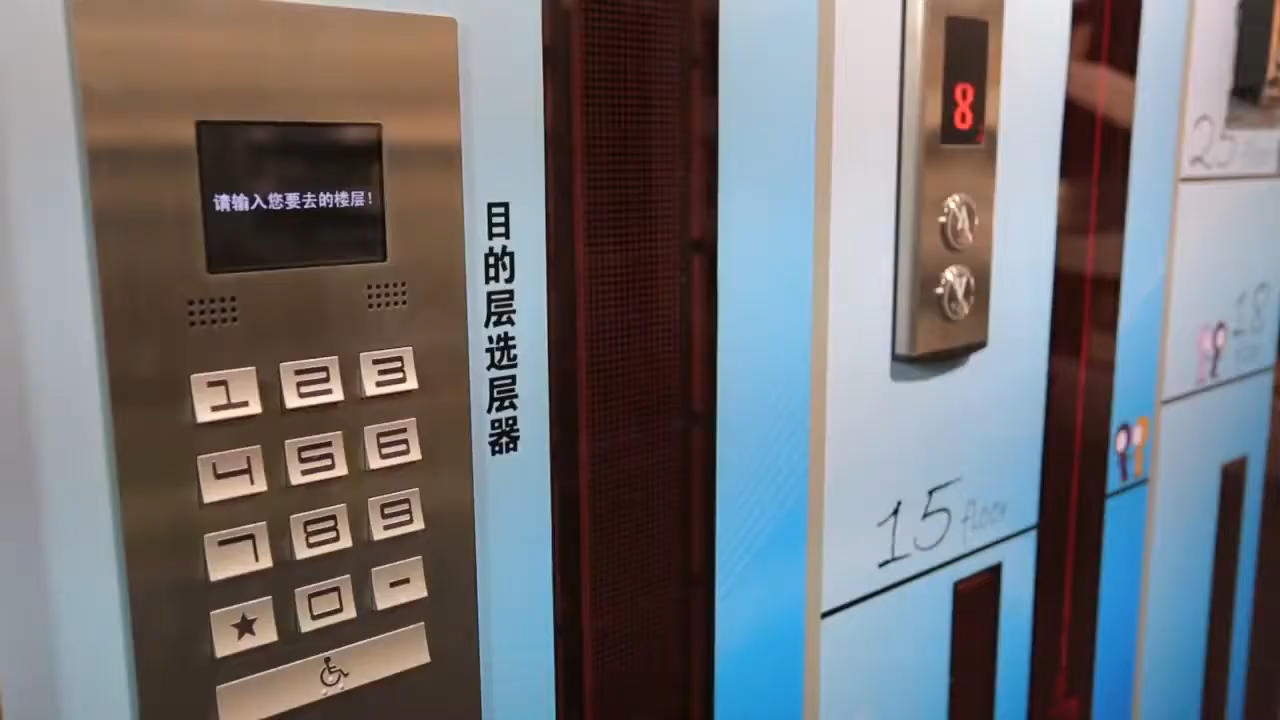 请输入您要去的楼层！
目的层选层器
1 2 3
4 5 6
7 8 9
★ 0 -
8
15 floor
25 floor
18